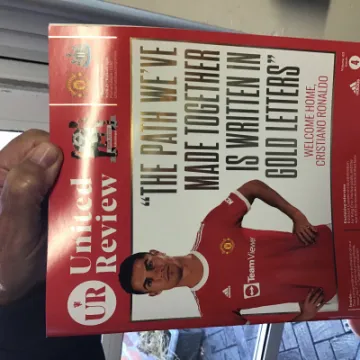 UR
United
Review
"THE PATH WE'VE
MADE TOGETHER
IS WRITTEN IN
GOLD LETTERS"
WELCOME HOME,
CRISTIANO RONALDO
adidas
TeamViewer